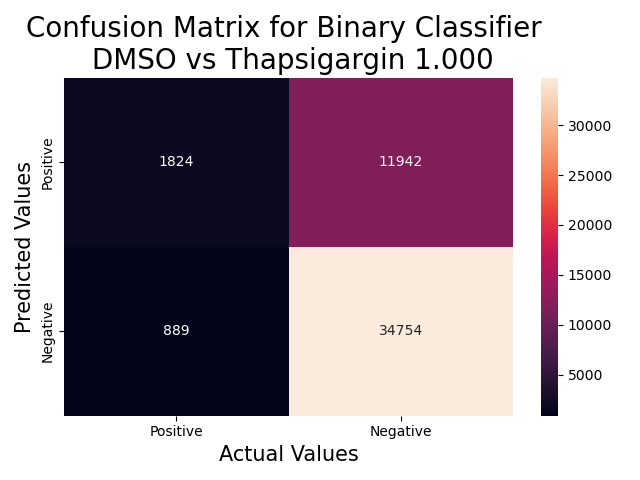 Confusion Matrix for Binary Classifier
DMSO vs Thapsigargin 1.000
Predicted Values
Positive
Negative
1824
11942
889
34754
Positive
Negative
Actual Values
30000
25000
20000
15000
10000
5000